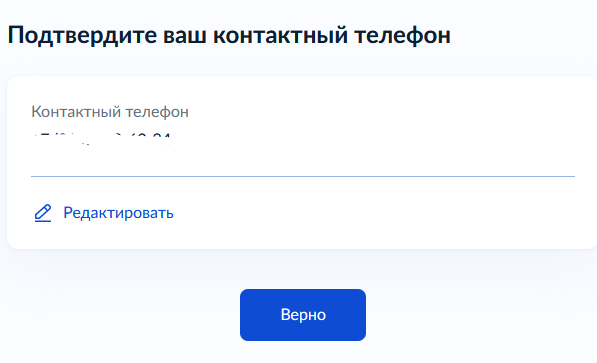 Подтвердите ваш контактный телефон
Контактный телефон
Редактировать
Верно